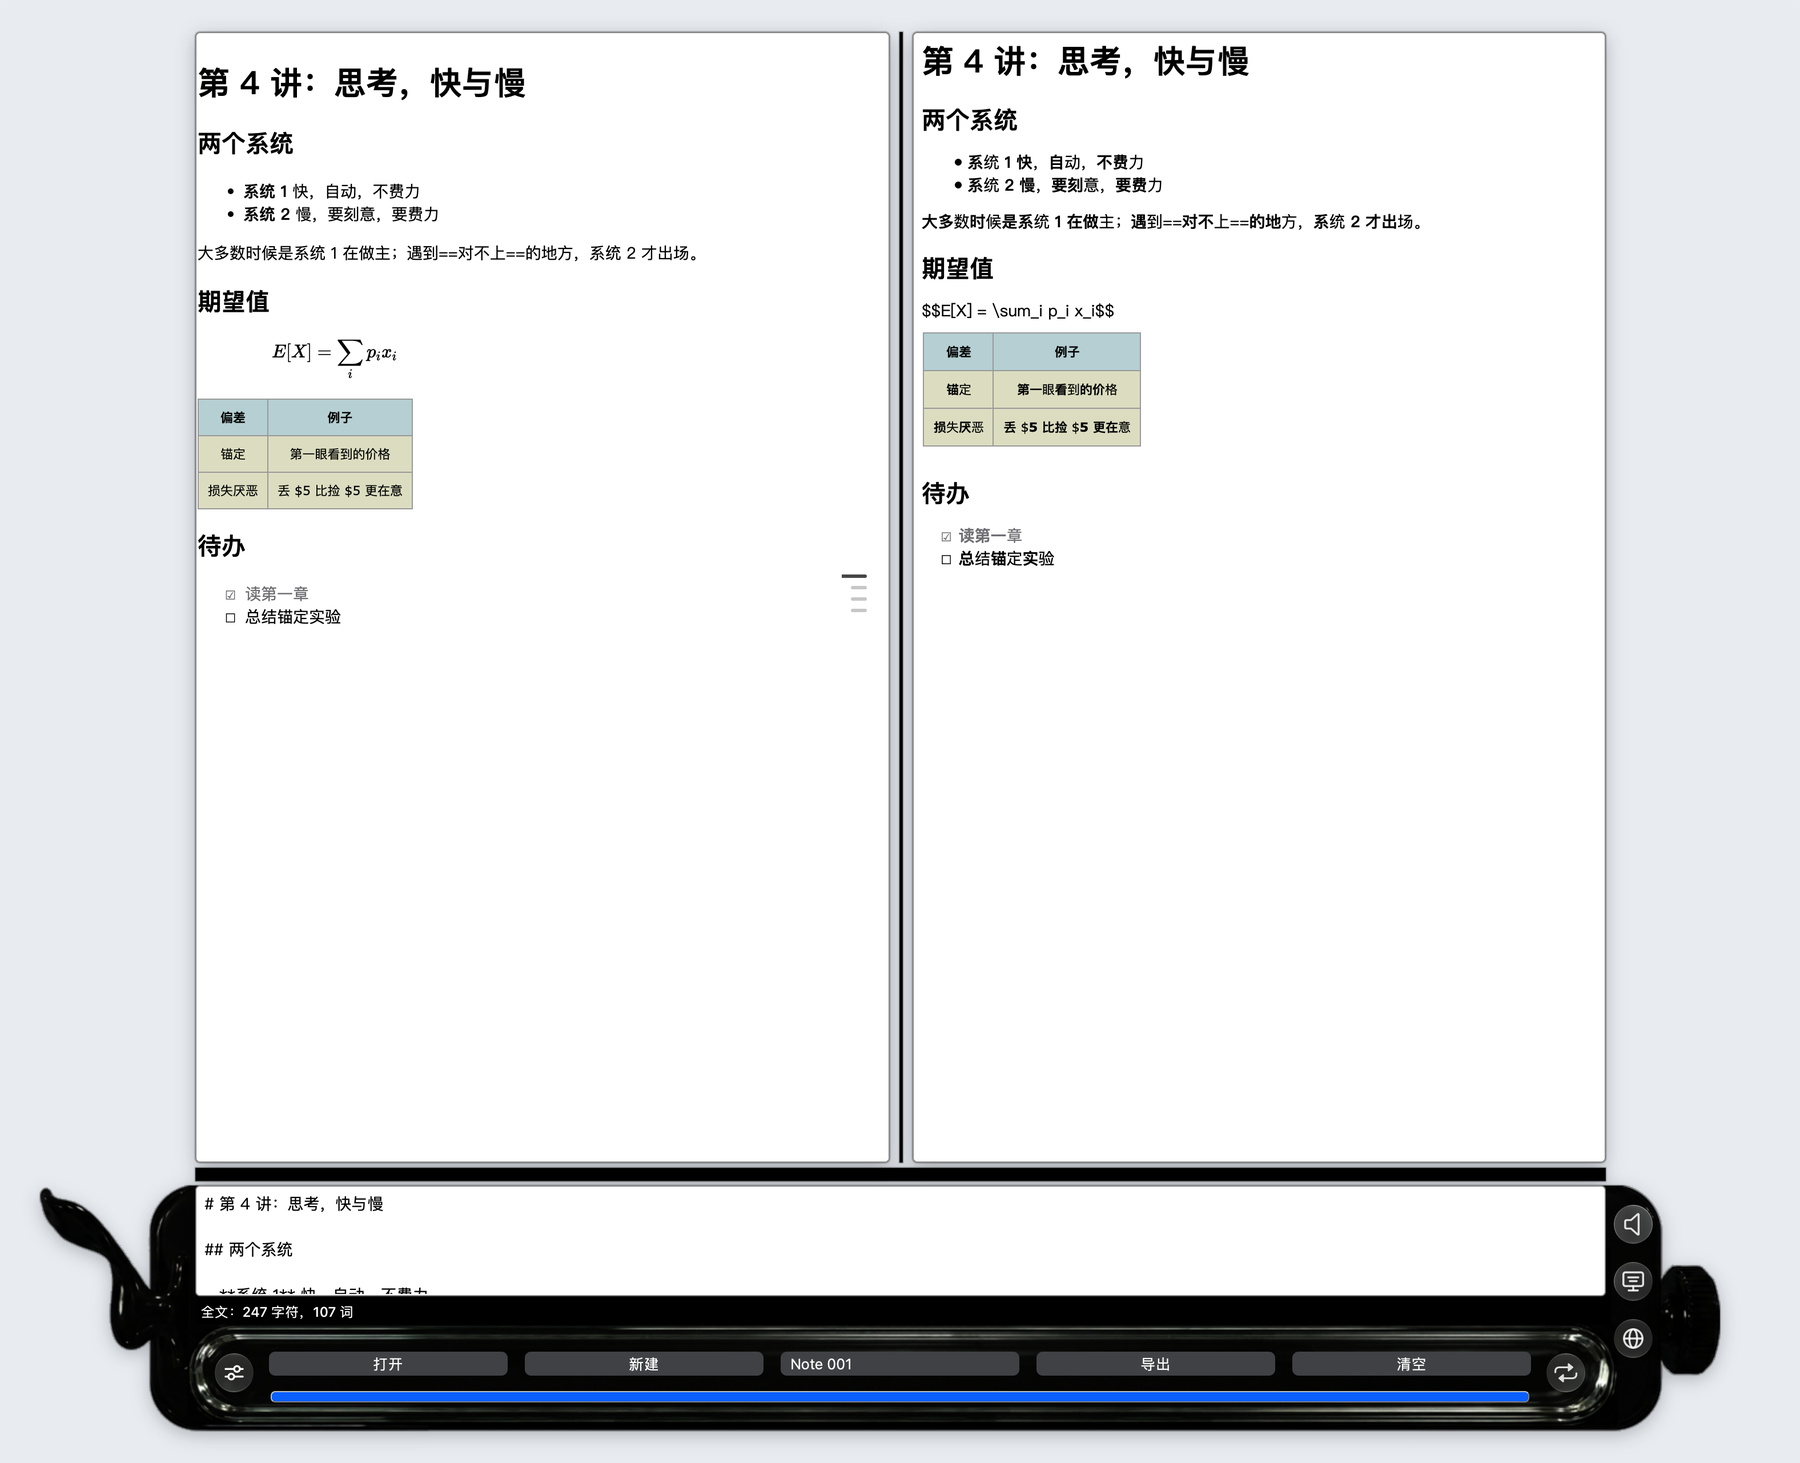 第 4 讲：思考，快与慢
两个系统
• 系统 1 快，自动，不费力
• 系统 2 慢，要刻意，要费力
大多数时候是系统 1 在做主；遇到==对不上==的地方，系统 2 才出场。
期望值
E[X] = ∑_i p_i x_i
偏差 例子
锚定 第一眼看到的价格
损失厌恶 丢 $5 比捡 $5 更在意
待办
☑ 读第一章
☐ 总结锚定实验
第 4 讲：思考，快与慢
两个系统
• 系统 1 快，自动，不费力
• 系统 2 慢，要刻意，要费力
大多数时候是系统 1 在做主；遇到==对不上==的地方，系统 2 才出场。
期望值
$$E[X] = \sum_i p_i x_i$$
偏差 例子
锚定 第一眼看到的价格
损失厌恶 丢 $5 比捡 $5 更在意
待办
☑ 读第一章
☐ 总结锚定实验
# 第 4 讲：思考，快与慢
## 两个系统
**系统 1** 快，自动，不费力
全文：247 字符，107 词
打开 新建 Note 001 导出 清空